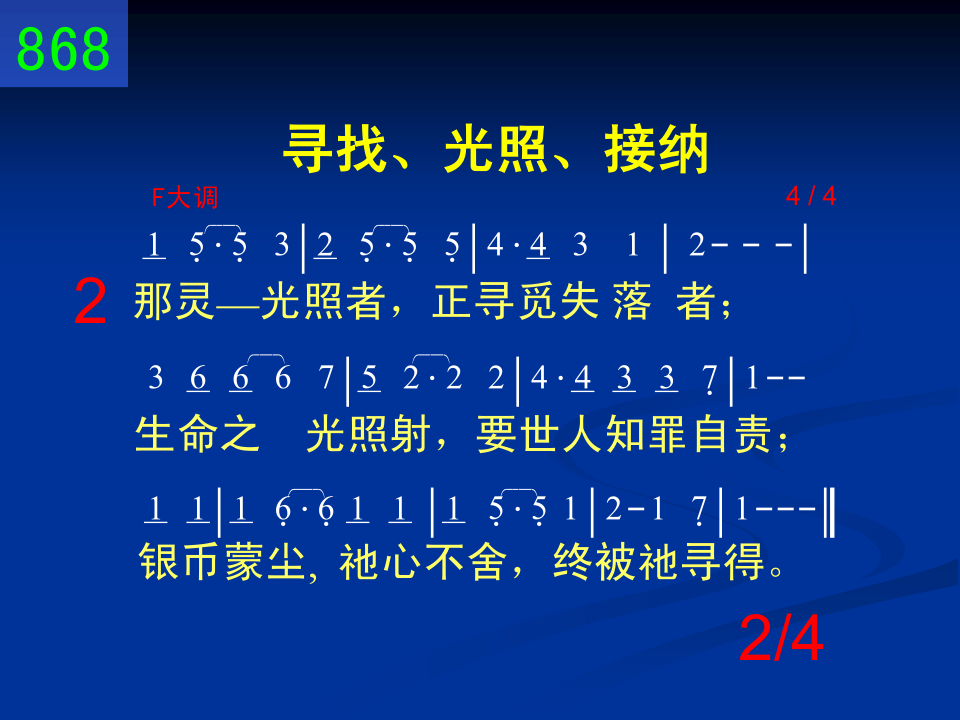 868
寻找、光照、接纳
F大调 4/4
1 5·5 3|2 5·5 5|4·4 3 1|2---|
2 那灵—光照者，正寻觅失落者；
3 6 6 6 7|5 2·2 2|4·4 3 3 7|1--
生命之 光照射，要世人知罪自责；
1 1|1 6·6 1 1|1 5·5 1|2-1 7|1---‖
银币蒙尘, 祂心不舍，终被祂寻得。
2/4